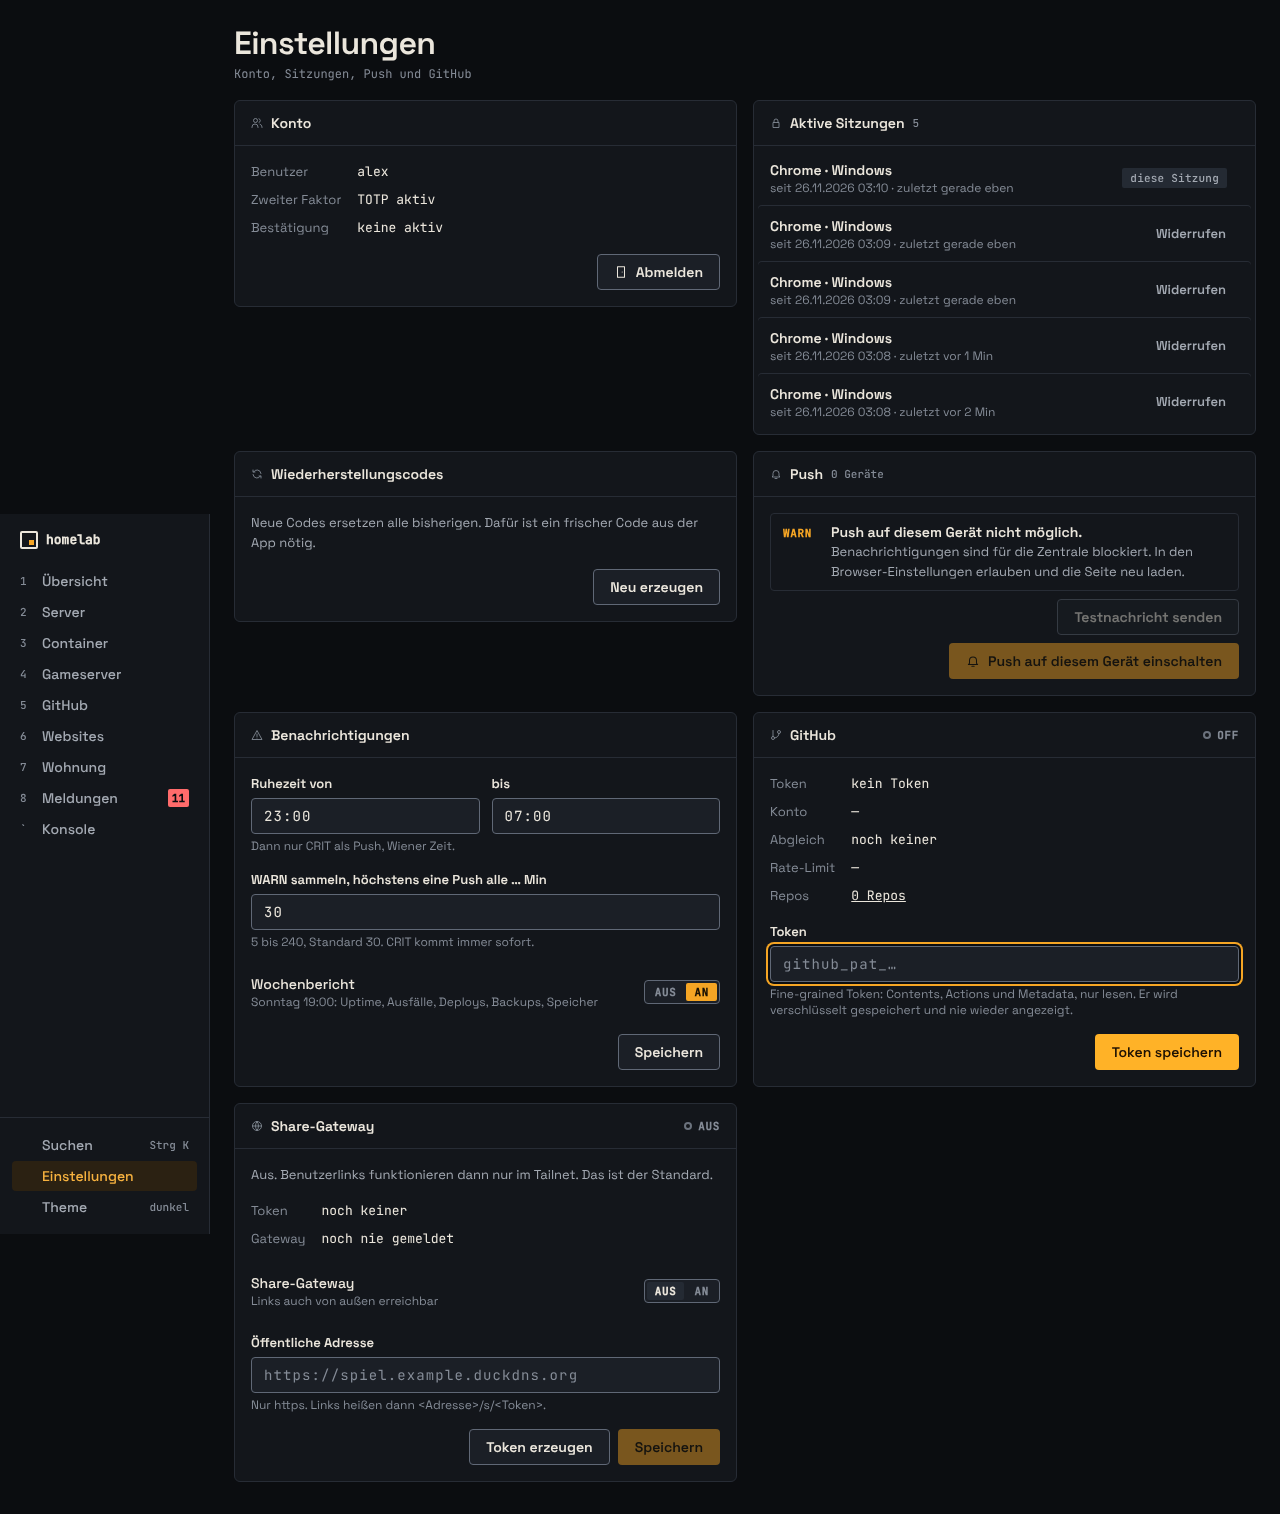 Einstellungen
Konto, Sitzungen, Push und GitHub
Konto
Benutzer alex
Zweiter Faktor TOTP aktiv
Bestätigung keine aktiv
Abmelden
Aktive Sitzungen 5
Chrome · Windows
seit 26.11.2026 03:10 · zuletzt gerade eben
diese Sitzung
Chrome · Windows
seit 26.11.2026 03:09 · zuletzt gerade eben
Widerrufen
Chrome · Windows
seit 26.11.2026 03:09 · zuletzt gerade eben
Widerrufen
Chrome · Windows
seit 26.11.2026 03:08 · zuletzt vor 1 Min
Widerrufen
Chrome · Windows
seit 26.11.2026 03:08 · zuletzt vor 2 Min
Widerrufen
Wiederherstellungscodes
Neue Codes ersetzen alle bisherigen. Dafür ist ein frischer Code aus der
App nötig.
Neu erzeugen
Push 0 Geräte
WARN Push auf diesem Gerät nicht möglich.
Benachrichtigungen sind für die Zentrale blockiert. In den
Browser-Einstellungen erlauben und die Seite neu laden.
Testnachricht senden
Push auf diesem Gerät einschalten
homelab
1 Übersicht
2 Server
3 Container
4 Gameserver
5 GitHub
6 Websites
7 Wohnung
8 Meldungen 11
` Konsole
Suchen Strg K
Einstellungen
Theme dunkel
Benachrichtigungen
Ruhezeit von
23:00
bis
07:00
Dann nur CRIT als Push, Wiener Zeit.
WARN sammeln, höchstens eine Push alle … Min
30
5 bis 240, Standard 30. CRIT kommt immer sofort.
Wochenbericht
Sonntag 19:00: Uptime, Ausfälle, Deploys, Backups, Speicher
AUS AN
Speichern
GitHub OFF
Token kein Token
Konto —
Abgleich noch keiner
Rate-Limit —
Repos 0 Repos
Token
github_pat_…
Fine-grained Token: Contents, Actions und Metadata, nur lesen. Er wird
verschlüsselt gespeichert und nie wieder angezeigt.
Token speichern
Share-Gateway AUS
Aus. Benutzerlinks funktionieren dann nur im Tailnet. Das ist der Standard.
Token noch keiner
Gateway noch nie gemeldet
Share-Gateway
Links auch von außen erreichbar
AUS AN
Öffentliche Adresse
https://spiel.example.duckdns.org
Nur https. Links heißen dann <Adresse>/s/<Token>.
Token erzeugen
Speichern